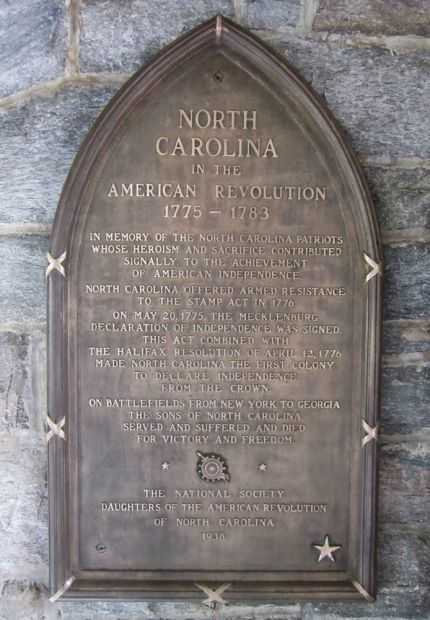 NORTH
CAROLINA
IN THE
AMERICAN REVOLUTION
1775 – 1783
IN MEMORY OF THE NORTH CAROLINA PATRIOTS
WHOSE HEROISM AND SACRIFICE CONTRIBUTED
SIGNALLY TO THE ACHIEVEMENT
OF AMERICAN INDEPENDENCE.
NORTH CAROLINA OFFERED ARMED RESISTANCE
TO THE STAMP ACT IN 1776.
ON MAY 20, 1775, THE MECKLENBURG
DECLARATION OF INDEPENDENCE WAS SIGNED.
THIS ACT COMBINED WITH
THE HALIFAX RESOLUTION OF APRIL 12, 1776
MADE NORTH CAROLINA THE FIRST COLONY
TO DECLARE INDEPENDENCE
FROM THE CROWN.
ON BATTLEFIELDS FROM NEW YORK TO GEORGIA
THE SONS OF NORTH CAROLINA
SERVED AND SUFFERED AND DIED
FOR VICTORY AND FREEDOM.
THE NATIONAL SOCIETY
DAUGHTERS OF THE AMERICAN REVOLUTION
OF NORTH CAROLINA
1938